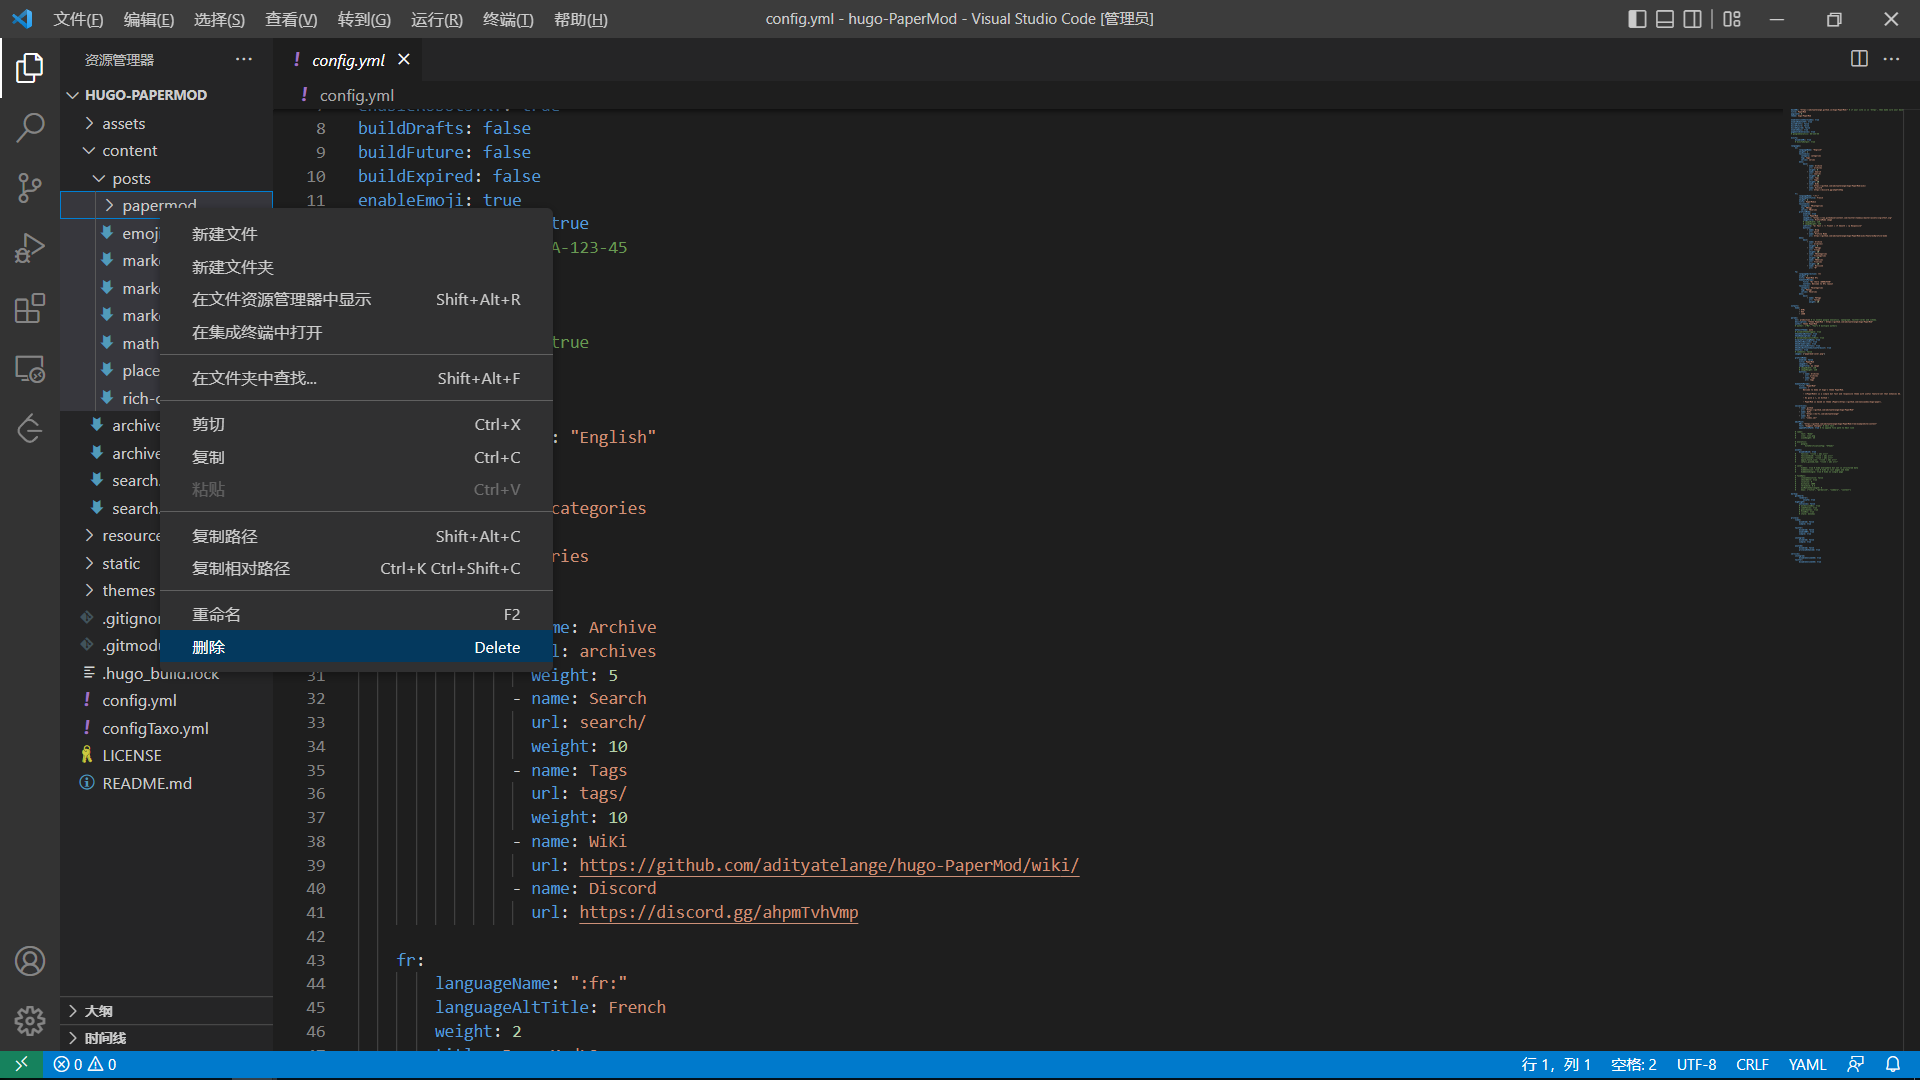 文件(F) 编辑(E) 选择(S) 查看(V) 转到(G) 运行(R) 终端(T) 帮助(H) config.yml - hugo-PaperMod - Visual Studio Code [管理员]
资源管理器 ···
HUGO-PAPERMOD
assets
content
posts
papermod
emoji
mark
mark
mark
math
place
rich-c
archive
archive
search.
search.
resource
static
themes
.gitignor
.gitmodu
.hugo_build.lock
config.yml
configTaxo.yml
LICENSE
README.md
大纲
时间线
新建文件
新建文件夹
在文件资源管理器中显示 Shift+Alt+R
在集成终端中打开
在文件夹中查找... Shift+Alt+F
剪切 Ctrl+X
复制 Ctrl+C
粘贴 Ctrl+V
复制路径 Shift+Alt+C
复制相对路径 Ctrl+K Ctrl+Shift+C
重命名 F2
删除 Delete
! config.yml
! config.yml
8 buildDrafts: false
9 buildFuture: false
10 buildExpired: false
11 enableEmoji: true
true
A-123-45
true
: "English"
categories
ries
me: Archive
l: archives
31 weight: 5
32 - name: Search
33 url: search/
34 weight: 10
35 - name: Tags
36 url: tags/
37 weight: 10
38 - name: WiKi
39 url: https://github.com/adityatelange/hugo-PaperMod/wiki/
40 - name: Discord
41 url: https://discord.gg/ahpmTvhVmp
42
43 fr:
44 languageName: ":fr:"
45 languageAltTitle: French
46 weight: 2
0 0 行 1，列 1 空格: 2 UTF-8 CRLF YAML